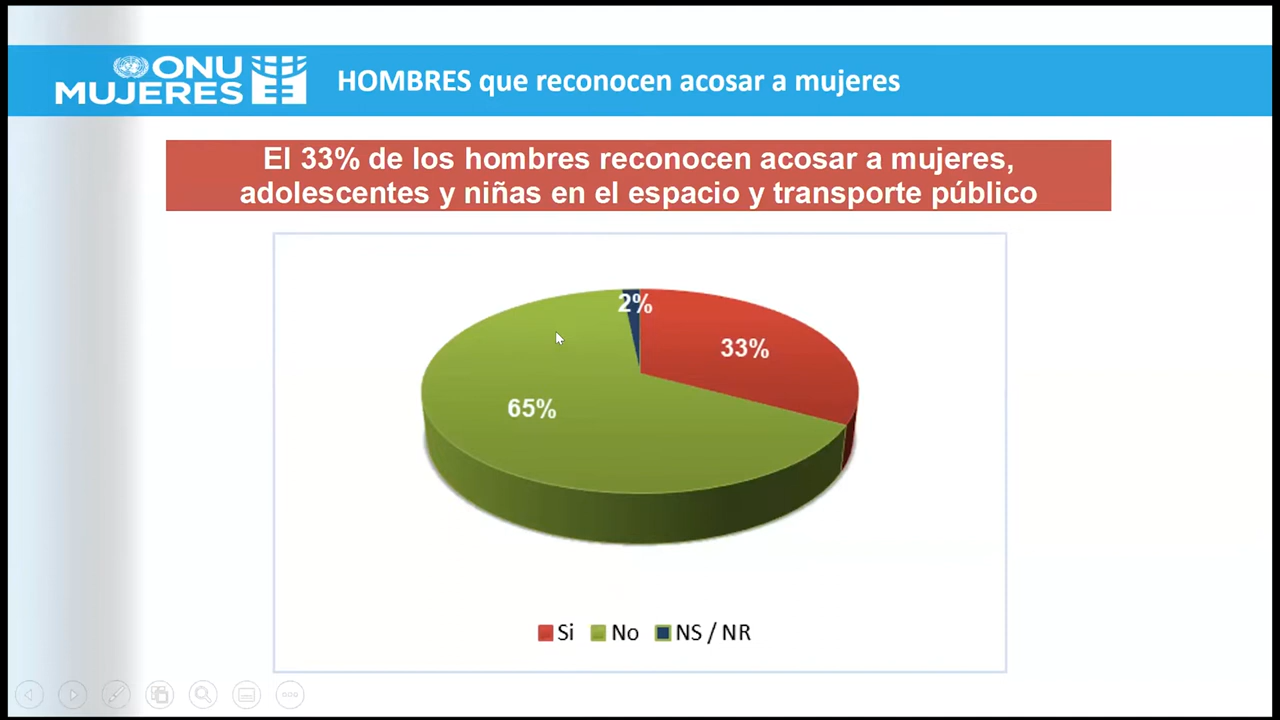 ONU
MUJERES
HOMBRES que reconocen acosar a mujeres
El 33% de los hombres reconocen acosar a mujeres,
adolescentes y niñas en el espacio y transporte público
2%
33%
65%
Si No NS / NR